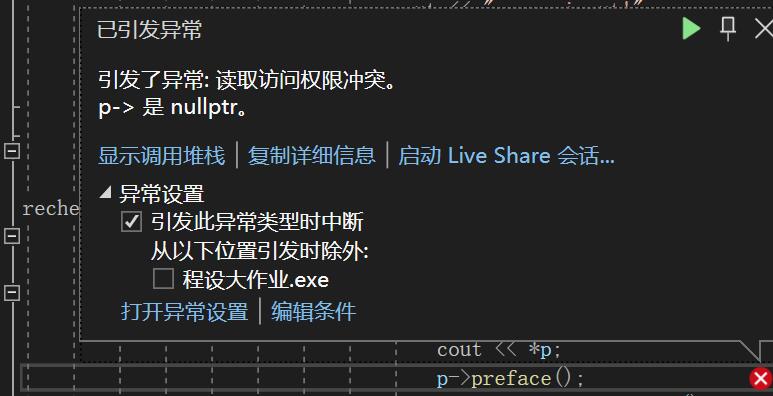 已引发异常
引发了异常: 读取访问权限冲突。
p-> 是 nullptr。
显示调用堆栈 | 复制详细信息 | 启动 Live Share 会话...
异常设置
引发此异常类型时中断
从以下位置引发时除外:
reche
程设大作业.exe
打开异常设置 | 编辑条件
cout << *p;
p->preface();